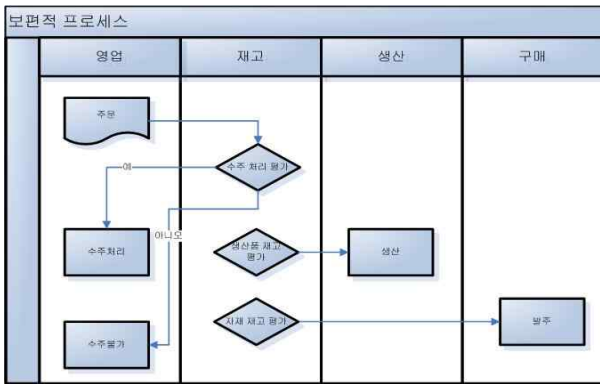 보편적 프로세스
영업
재고
생산
구매
주문
수주 처리 평가
예
아니오
수주처리
생산품 재고
평가
생산
자재 재고 평가
발주
수주불가